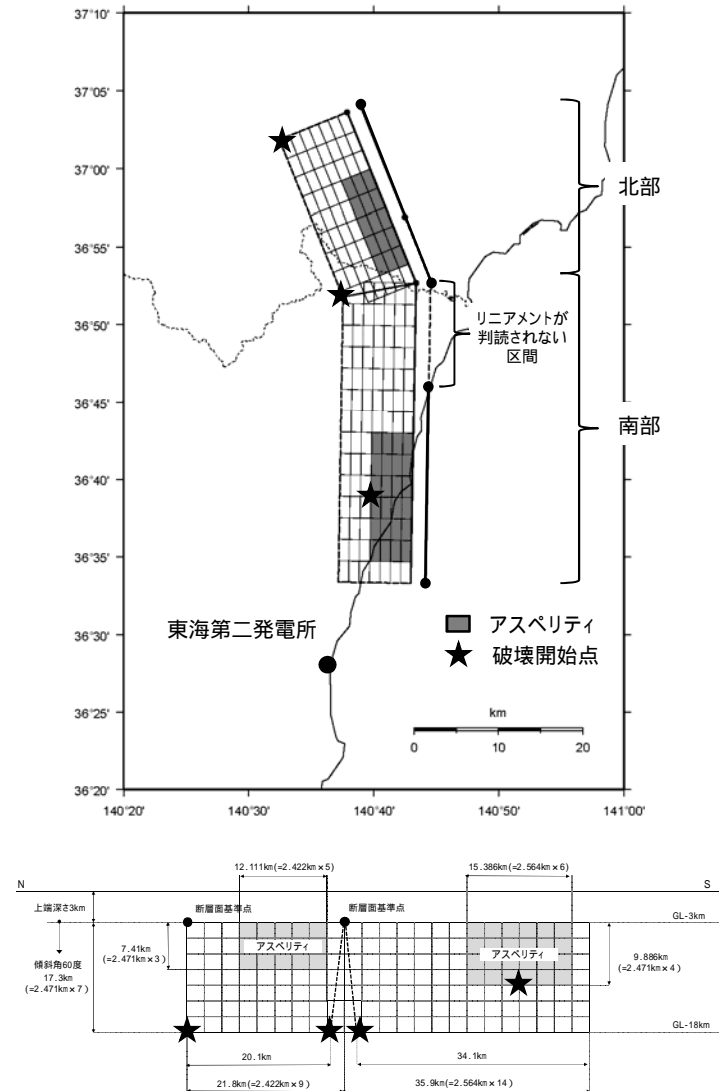 37°10'
37°05'
37°00'
36°55'
36°50'
36°45'
36°40'
36°35'
36°30'
36°25'
36°20'
140°20'
140°30'
140°40'
140°50'
141°00'
北部
リニアメントが
判読されない
区間
南部
東海第二発電所
アスペリティ
破壊開始点
km
0
10
20
12.111km(=2.422km×5)
15.386km(=2.564km×6)
N
S
上端深さ3km
断層面基準点
断層面基準点
GL-3km
7.41km
(=2.471km×3)
アスペリティ
アスペリティ
9.886km
(=2.471km×4)
傾斜角60度
17.3km
(=2.471km×7)
GL-18km
20.1km
34.1km
21.8km(=2.422km×9)
35.9km(=2.564km×14)